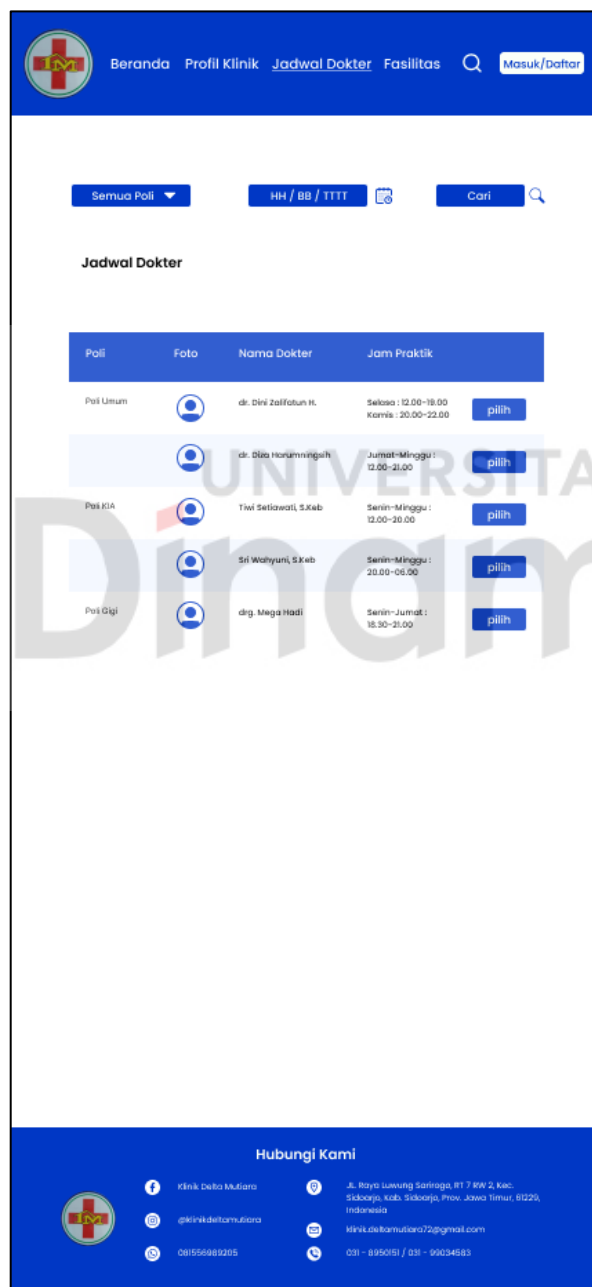 Beranda Profil Klinik Jadwal Dokter Fasilitas Masuk/Daftar
Semua Poli HH / BB / TTTT Cari
Jadwal Dokter
Poli Foto Nama Dokter Jam Praktik
Poli Umum dr. Dini Zalifatun H. Selasa : 12.00-19.00
Kamis : 20.00-22.00 pilih
dr. Diza Harumningsih Jumat-Minggu :
12.00-21.00 pilih
UNIVERSITA
Poli KIA Tiwi Setiawati, S.Keb Senin-Minggu :
12.00-20.00 pilih
Dinam
Sri Wahyuni, S.Keb Senin-Minggu :
20.00-06.00 pilih
Poli Gigi drg. Mega Hadi Senin-Jumat :
18.30-21.00 pilih
Hubungi Kami
Klinik Delta Mutiara
@klinikdeltamutiara
081556989205
JL. Raya Luwung Sariroga, RT 7 RW 2, Kec.
Sidoarjo, Kab. Sidoarjo, Prov. Jawa Timur, 61229,
Indonesia
klinik.deltamutiara72@gmail.com
031 - 8950151 / 031 - 99034583